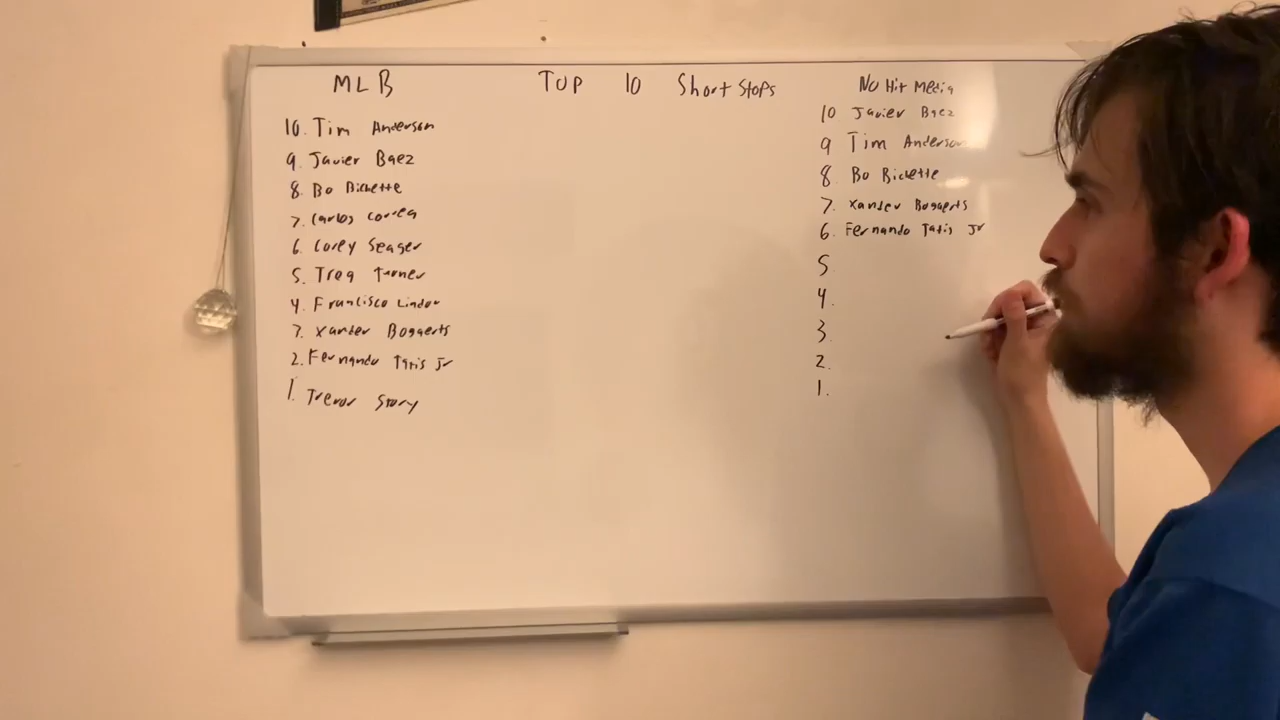 MLB TOP 10 Short Stops No Hit Media
10. Tim Anderson
9. Javier Baez
8. Bo Bichette
7. Carlos Correa
6. Corey Seager
5. Trea Turner
4. Francisco Lindor
3. Xander Bogaerts
2. Fernando Tatis Jr
1. Trevor Story
10 Javier Baez
9 Tim Anderson
8 Bo Bichette
7. Xander Bogaerts
6. Fernando Tatis Jr
5
4.
3.
2.
1.